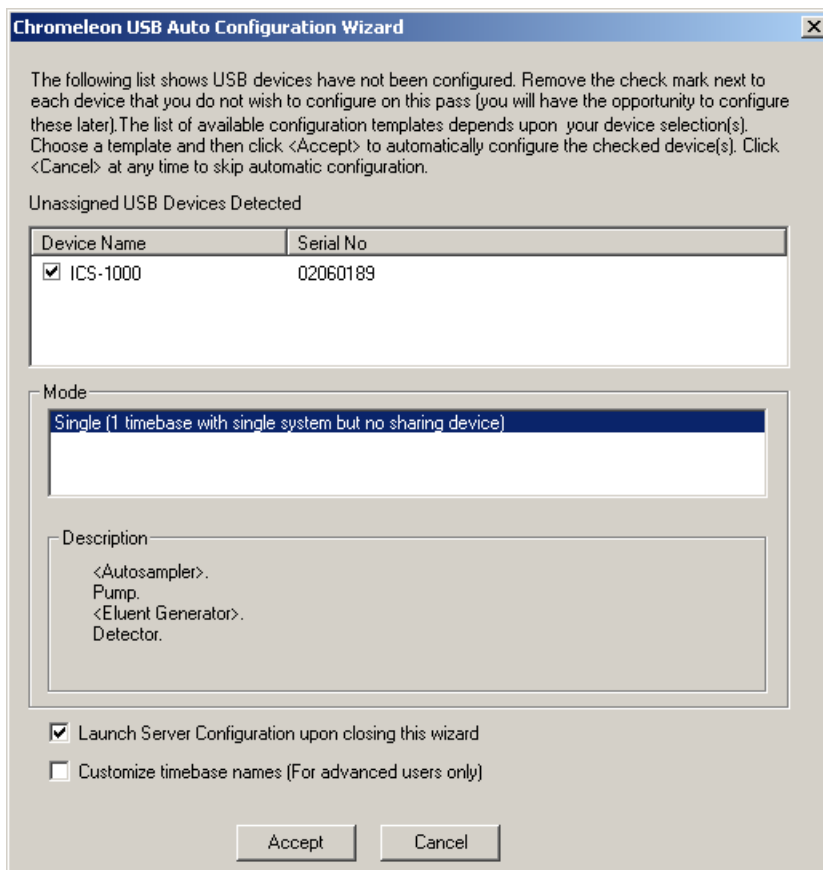 Chromeleon USB Auto Configuration Wizard
The following list shows USB devices have not been configured. Remove the check mark next to
each device that you do not wish to configure on this pass (you will have the opportunity to configure
these later).The list of available configuration templates depends upon your device selection(s).
Choose a template and then click <Accept> to automatically configure the checked device(s). Click
<Cancel> at any time to skip automatic configuration.
Unassigned USB Devices Detected
Device Name Serial No
ICS-1000 02060189
Mode
Single (1 timebase with single system but no sharing device)
Description
<Autosampler>.
Pump.
<Eluent Generator>.
Detector.
Launch Server Configuration upon closing this wizard
Customize timebase names (For advanced users only)
Accept Cancel